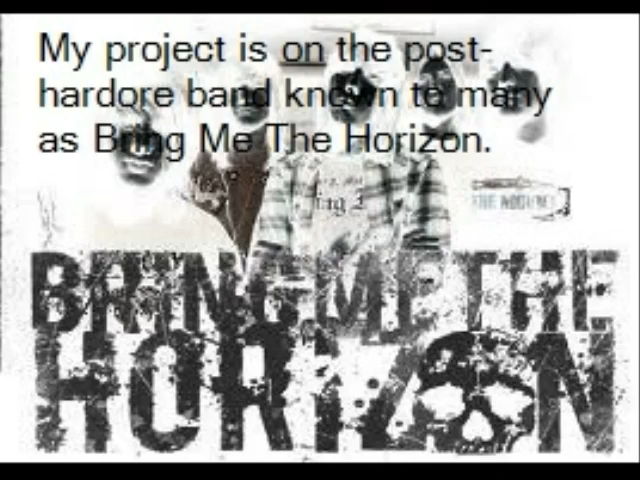 My project is on the post-
hardore band known to many
as Bring Me The Horizon.
BRING ME THE
HORIZON